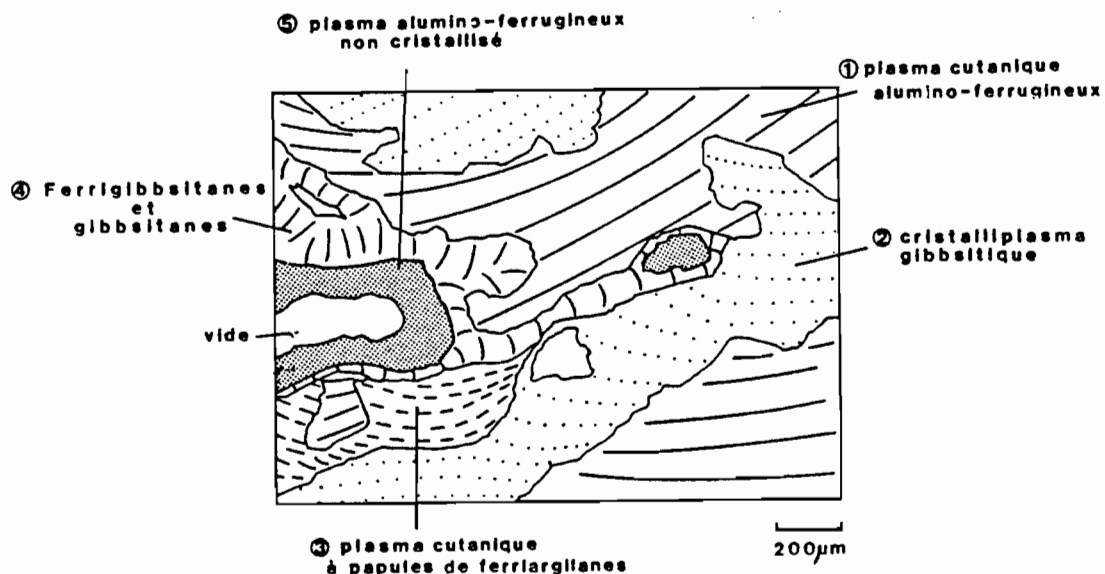 ⑤ plasma alumino-ferrugineux
non cristallisé
① plasma cutanique
alumino-ferrugineux
④ Ferrigibbsitanes
et
gibbsitanes
② cristalliplasma
gibbsitique
vide
③ plasma cutanique
à papules de ferriargilanes
200µm